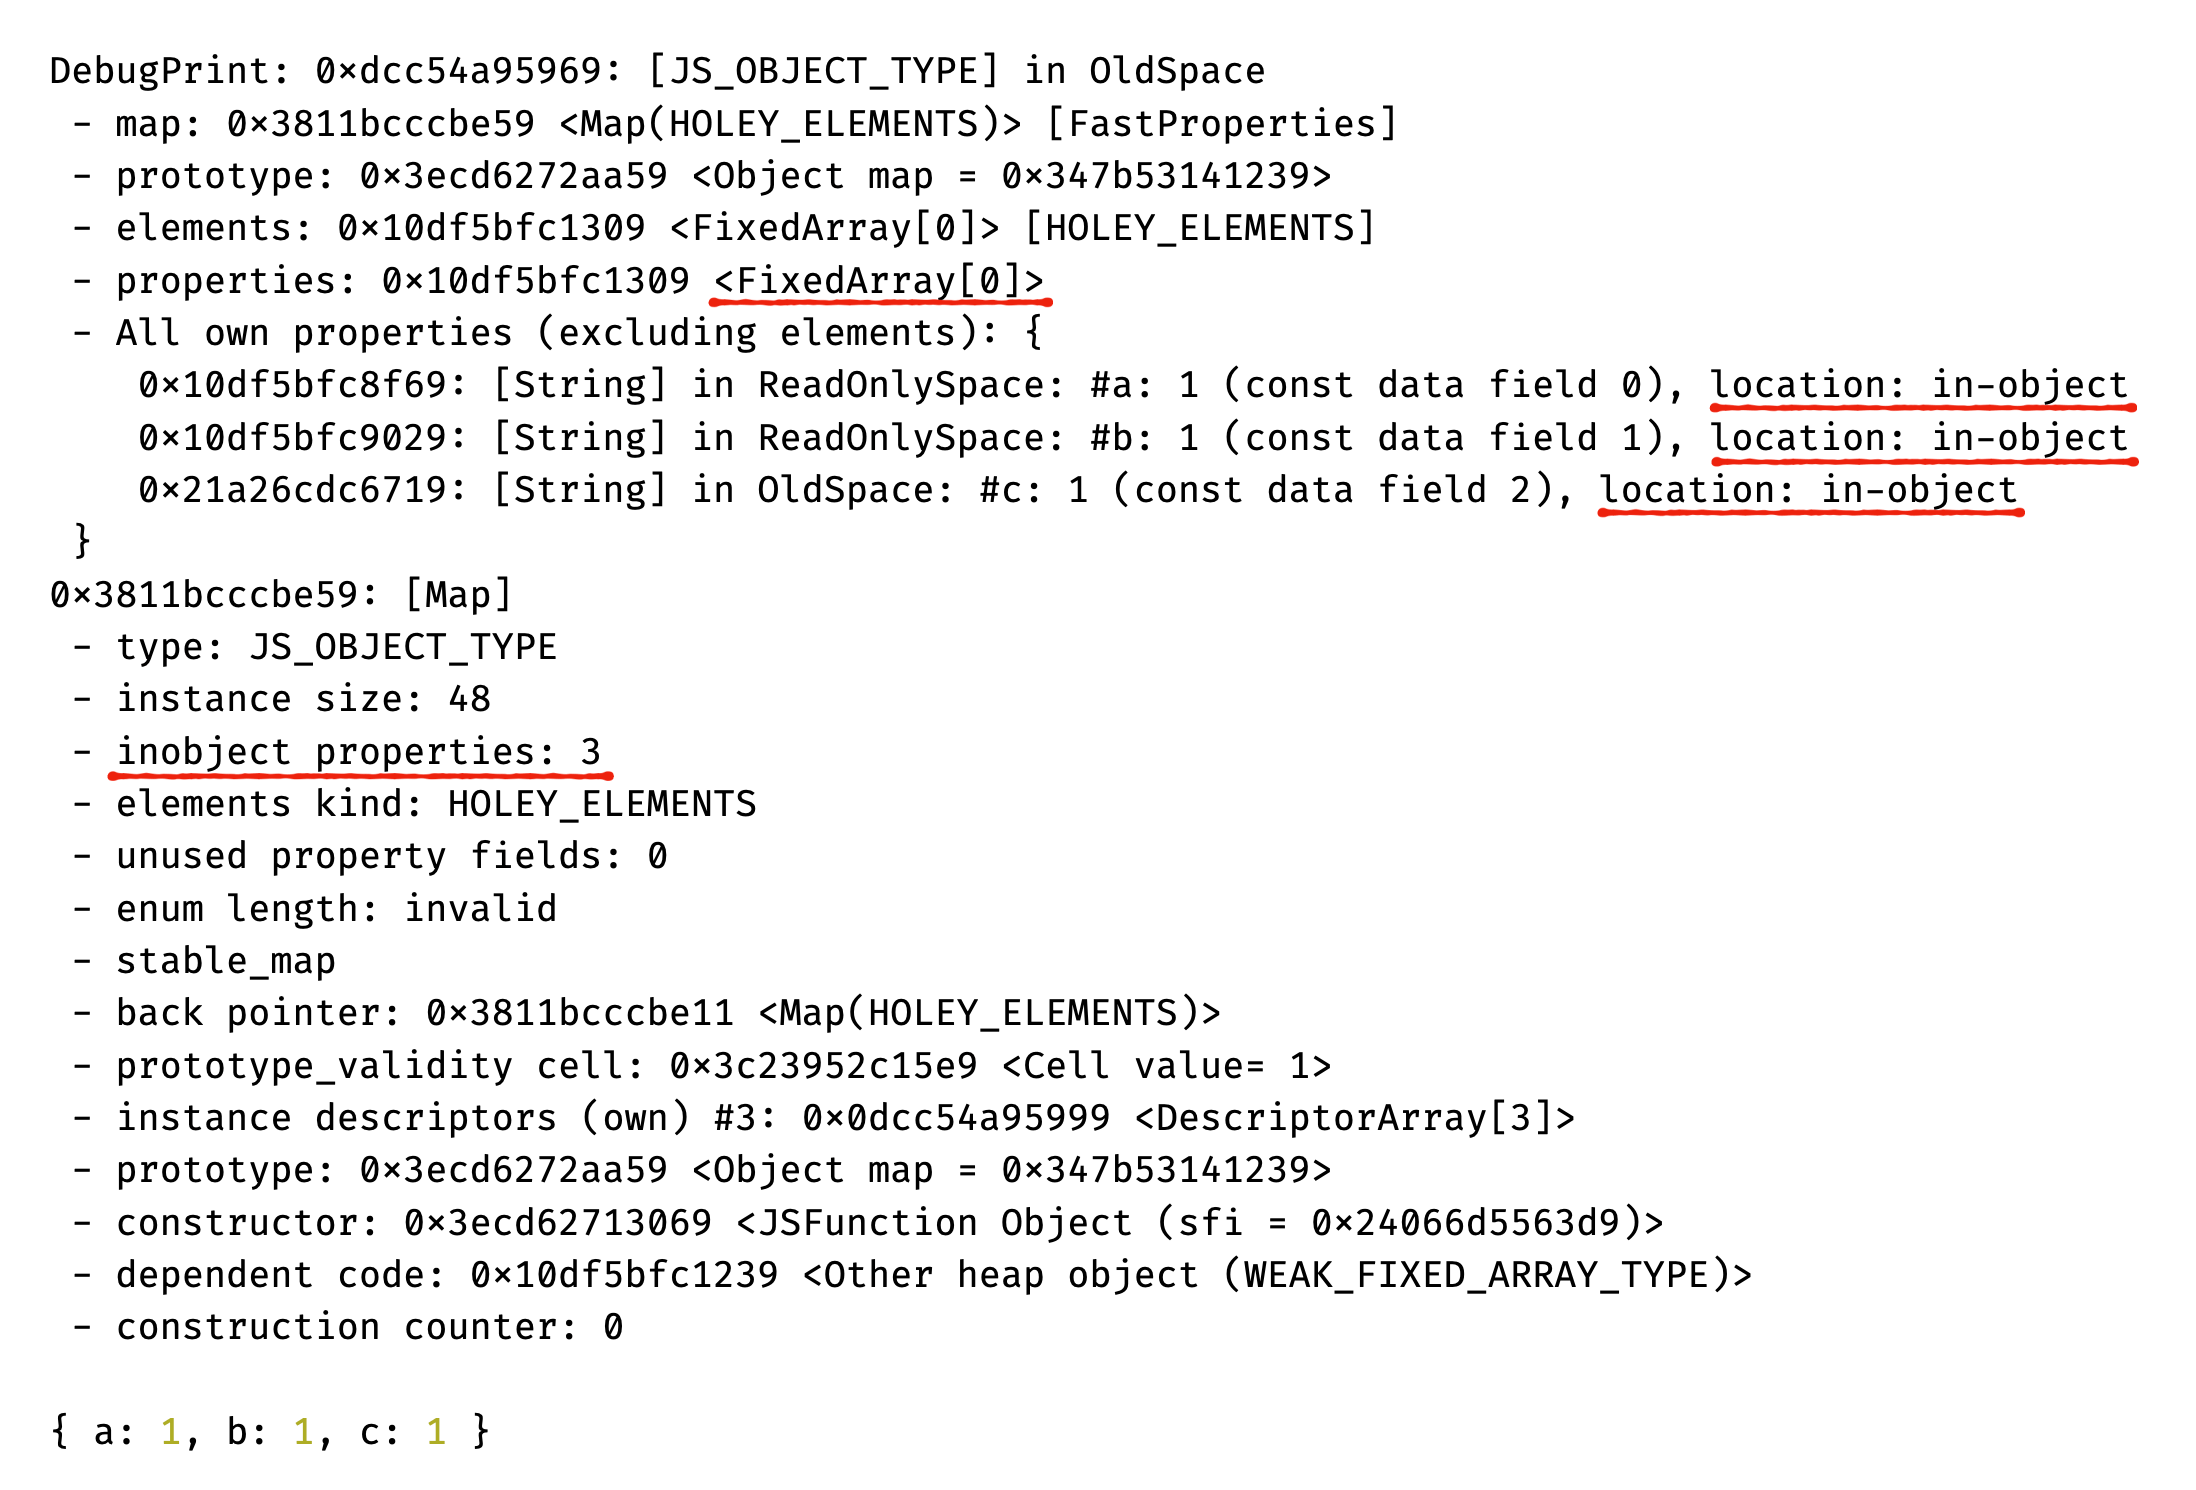 DebugPrint: 0xdcc54a95969: [JS_OBJECT_TYPE] in OldSpace
- map: 0x3811bcccbe59 <Map(HOLEY_ELEMENTS)> [FastProperties]
- prototype: 0x3ecd6272aa59 <Object map = 0x347b53141239>
- elements: 0x10df5bfc1309 <FixedArray[0]> [HOLEY_ELEMENTS]
- properties: 0x10df5bfc1309 <FixedArray[0]>
- All own properties (excluding elements): {
0x10df5bfc8f69: [String] in ReadOnlySpace: #a: 1 (const data field 0), location: in-object
0x10df5bfc9029: [String] in ReadOnlySpace: #b: 1 (const data field 1), location: in-object
0x21a26cdc6719: [String] in OldSpace: #c: 1 (const data field 2), location: in-object
}
0x3811bcccbe59: [Map]
- type: JS_OBJECT_TYPE
- instance size: 48
- inobject properties: 3
- elements kind: HOLEY_ELEMENTS
- unused property fields: 0
- enum length: invalid
- stable_map
- back pointer: 0x3811bcccbe11 <Map(HOLEY_ELEMENTS)>
- prototype_validity cell: 0x3c23952c15e9 <Cell value= 1>
- instance descriptors (own) #3: 0x0dcc54a95999 <DescriptorArray[3]>
- prototype: 0x3ecd6272aa59 <Object map = 0x347b53141239>
- constructor: 0x3ecd62713069 <JSFunction Object (sfi = 0x24066d5563d9)>
- dependent code: 0x10df5bfc1239 <Other heap object (WEAK_FIXED_ARRAY_TYPE)>
- construction counter: 0
{ a: 1, b: 1, c: 1 }